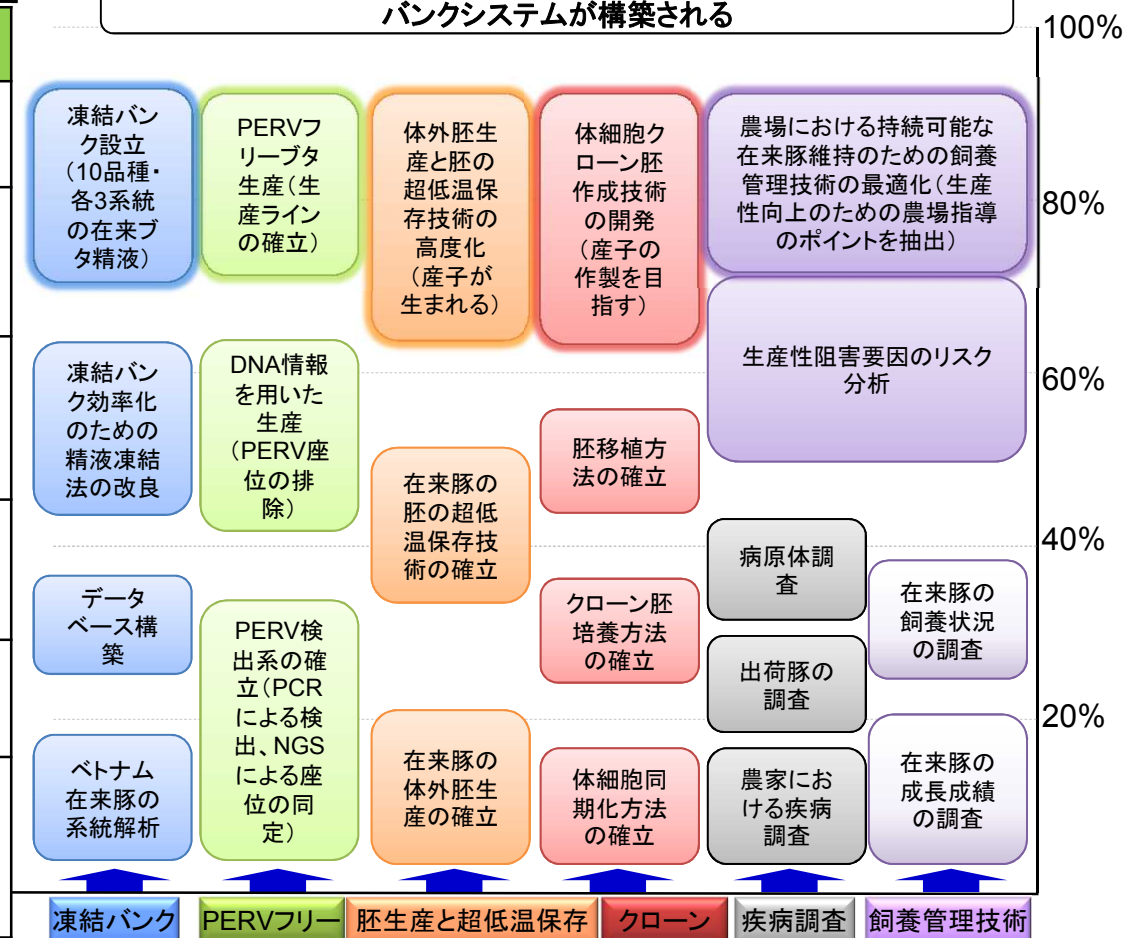 バンクシステムが構築される
100%
80%
60%
40%
20%
凍結バン
ク設立
（10品種・
各3系統
の在来ブ
タ精液）
PERVフ
リーブタ
生産（生
産ライン
の確立）
体外胚生
産と胚の
超低温保
存技術の
高度化
（産子が
生まれる）
体細胞ク
ローン胚
作成技術
の開発
（産子の
作製を目
指す）
農場における持続可能な
在来豚維持のための飼養
管理技術の最適化（生産
性向上のための農場指導
のポイントを抽出）
凍結バン
ク効率化
のための
精液凍結
法の改良
DNA情報
を用いた
生産
（PERV座
位の排
除）
在来豚の
胚の超低
温保存技
術の確立
胚移植方
法の確立
生産性阻害要因のリスク
分析
データ
ベース構
築
PERV検
出系の確
立（PCR
による検
出、NGS
による座
位の同
定）
クローン胚
培養方法
の確立
病原体調
査
出荷豚の
調査
在来豚の
飼養状況
の調査
ベトナム
在来豚の
系統解析
在来豚の
体外胚生
産の確立
体細胞同
期化方法
の確立
農家にお
ける疾病
調査
在来豚の
成長成績
の調査
凍結バンク
PERVフリー
胚生産と超低温保存
クローン
疾病調査
飼養管理技術